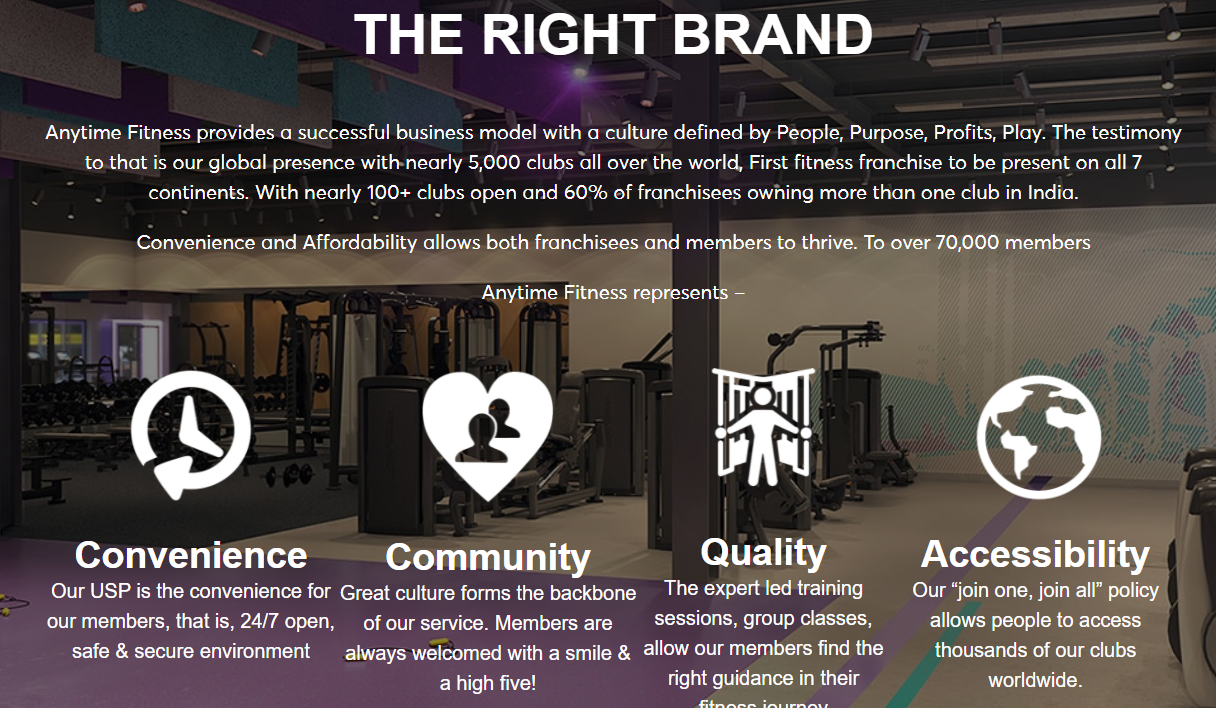 THE RIGHT BRAND
Anytime Fitness provides a successful business model with a culture defined by People, Purpose, Profits, Play. The testimony
to that is our global presence with nearly 5,000 clubs all over the world, First fitness franchise to be present on all 7
continents. With nearly 100+ clubs open and 60% of franchisees owning more than one club in India.
Convenience and Affordability allows both franchisees and members to thrive. To over 70,000 members
Anytime Fitness represents –
Convenience
Our USP is the convenience for
our members, that is, 24/7 open,
safe & secure environment
Community
Great culture forms the backbone
of our service. Members are
always welcomed with a smile &
a high five!
Quality
The expert led training
sessions, group classes,
allow our members find the
right guidance in their
fitness journey
Accessibility
Our “join one, join all” policy
allows people to access
thousands of our clubs
worldwide.